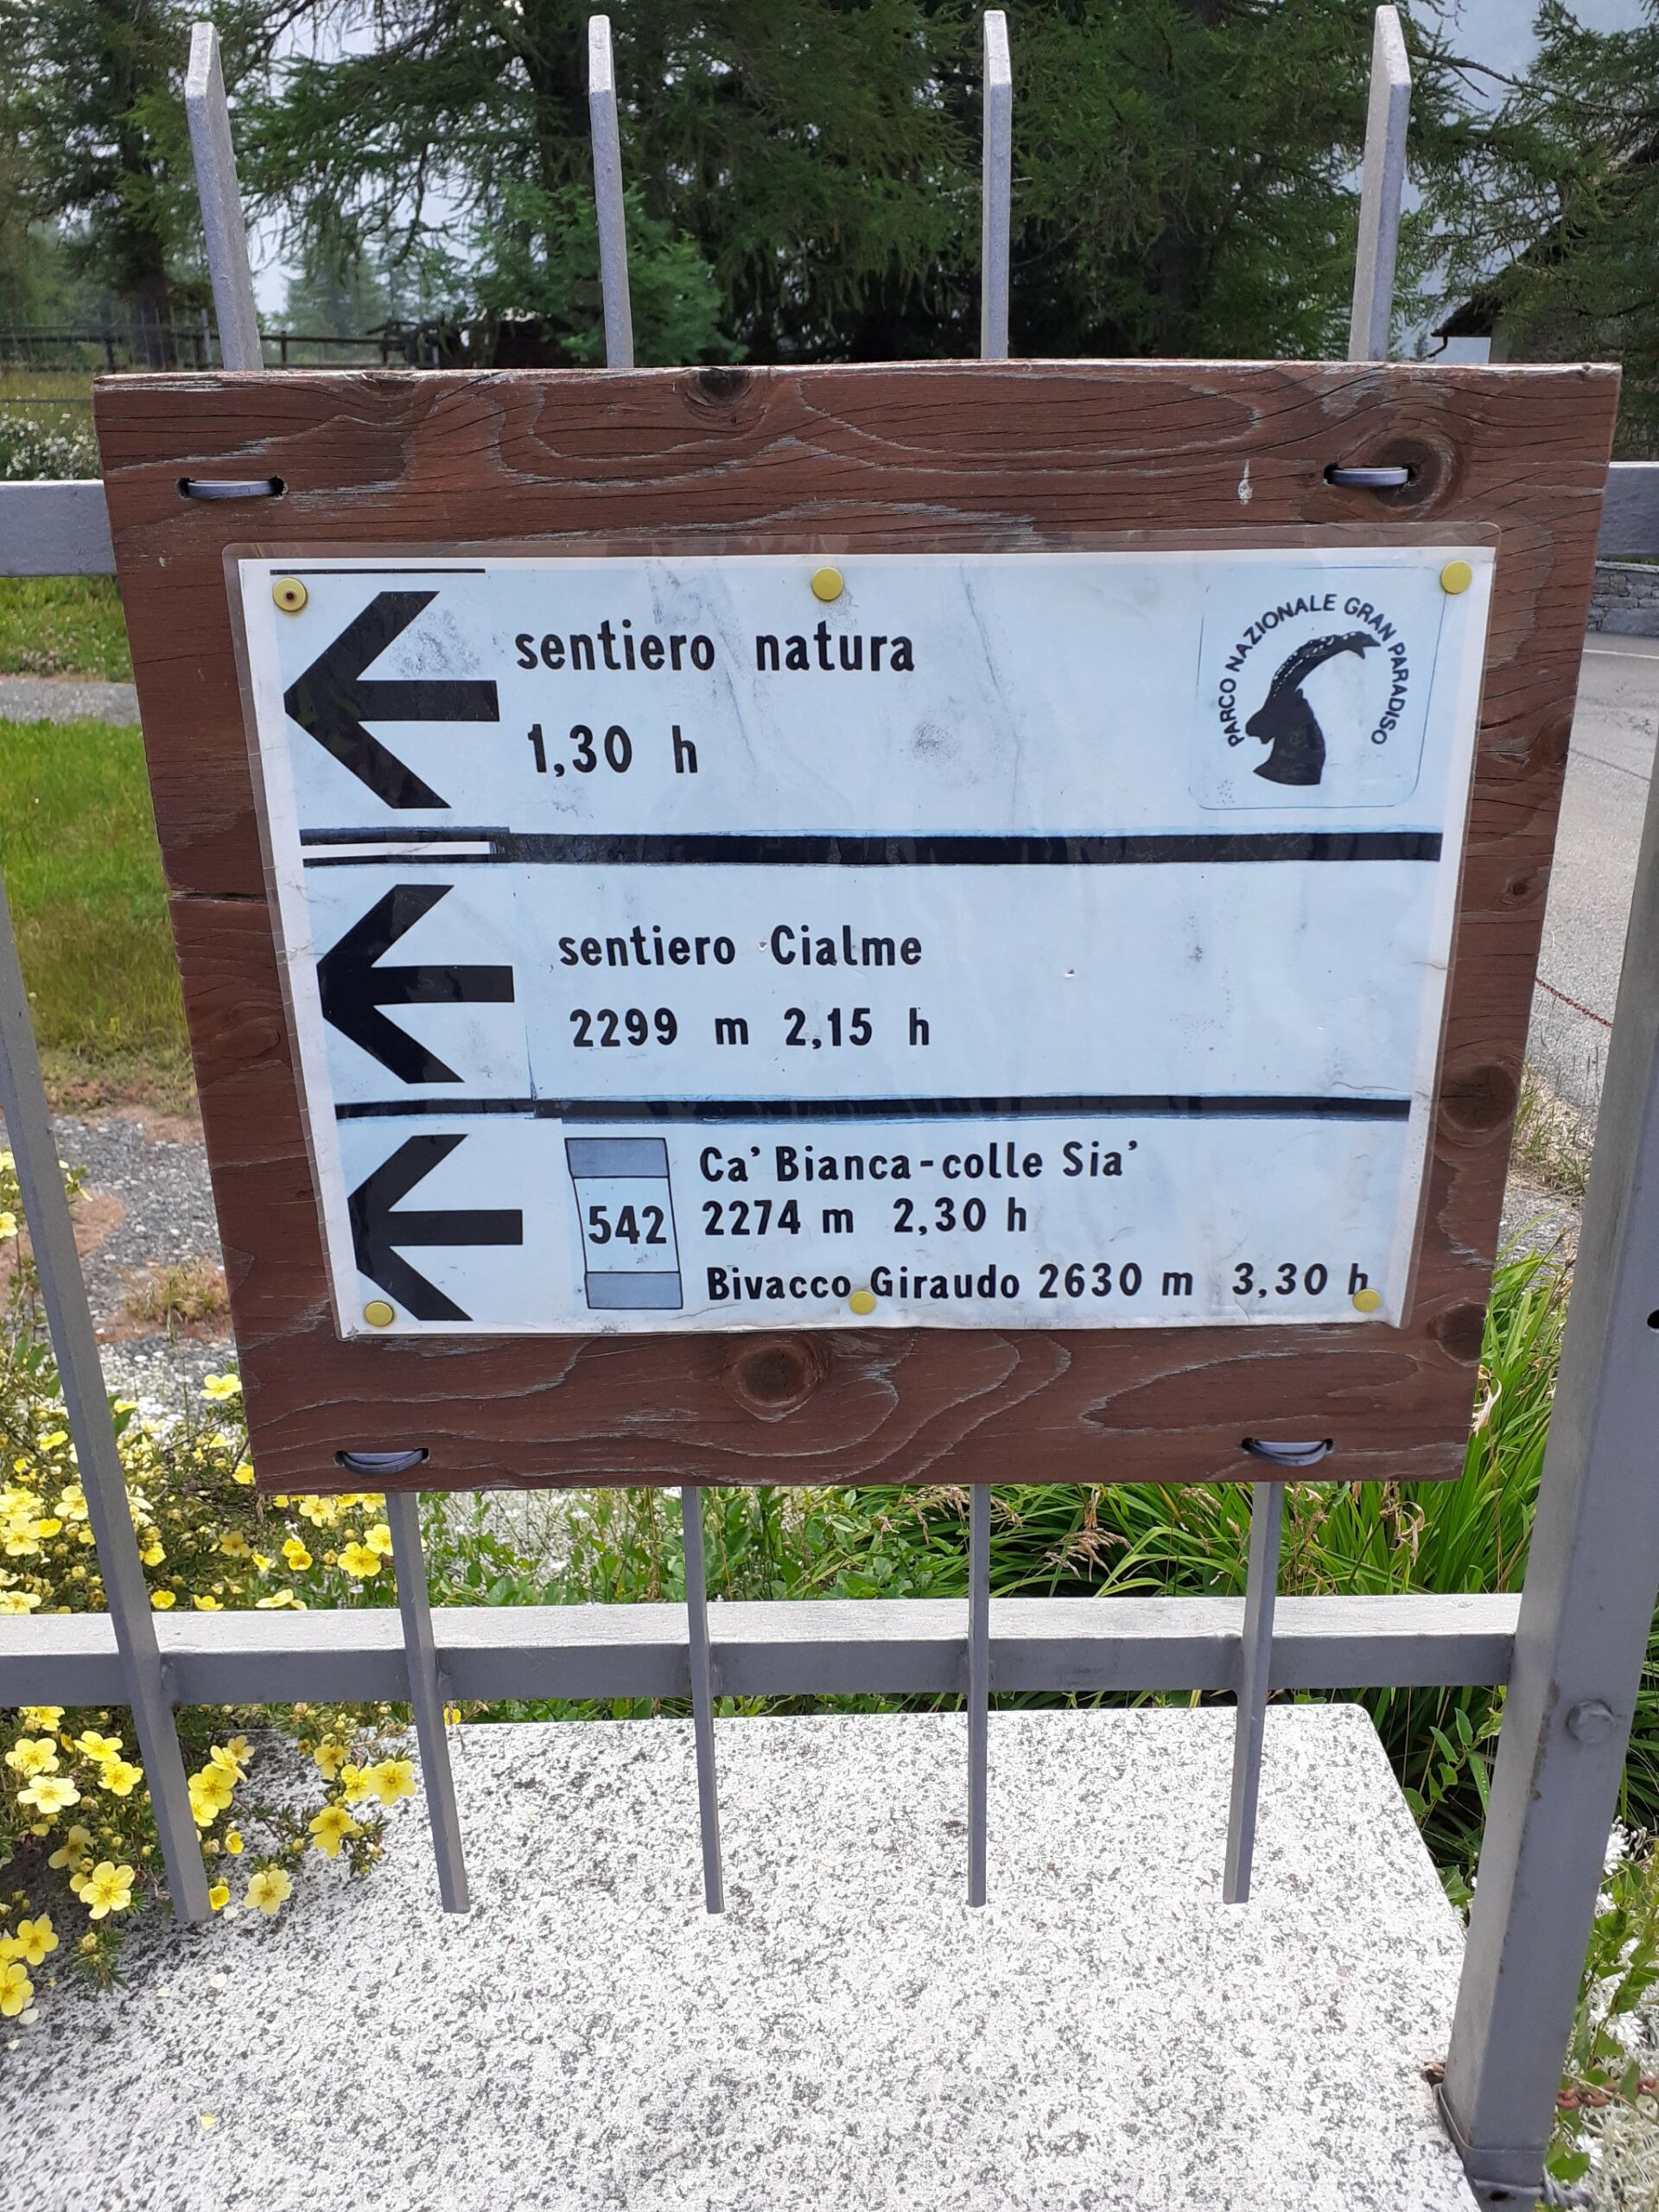 sentiero natura
1,30 h
PARCO NAZIONALE GRAN PARADISO
sentiero Cialme
2299 m 2,15 h
542
Ca' Bianca-colle Sia'
2274 m 2,30 h
Bivacco Giraudo 2630 m 3,30 h